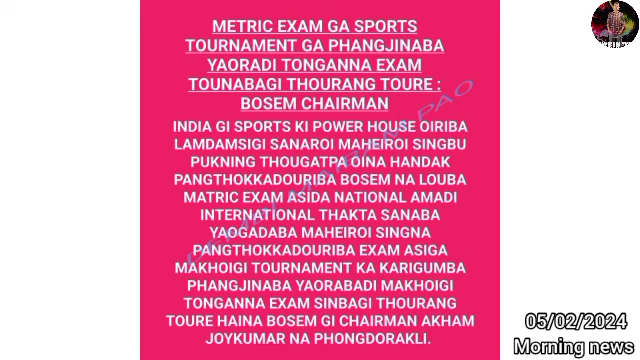 METRIC EXAM GA SPORTS
TOURNAMENT GA PHANGJINABA
YAORADI TONGANNA EXAM
TOUNABAGI THOURANG TOURE :
BOSEM CHAIRMAN
INDIA GI SPORTS KI POWER HOUSE OIRIBA
LAMDAMSIGI SANAROI MAHEIROI SINGBU
PUKNING THOUGATPA OINA HANDAK
PANGTHOKKADOURIBA BOSEM NA LOUBA
MATRIC EXAM ASIDA NATIONAL AMADI
INTERNATIONAL THAKTA SANABA
YAOGADABA MAHEIROI SINGNA
PANGTHOKKADOURIBA EXAM ASIGA
MAKHOIGI TOURNAMENT KA KARIGUMBA
PHANGJINABA YAORABADI MAKHOIGI
TONGANNA EXAM SINBAGI THOURANG
TOURE HAINA BOSEM GI CHAIRMAN AKHAM
JOYKUMAR NA PHONGDORAKLI.
05/02/2024
Morning news